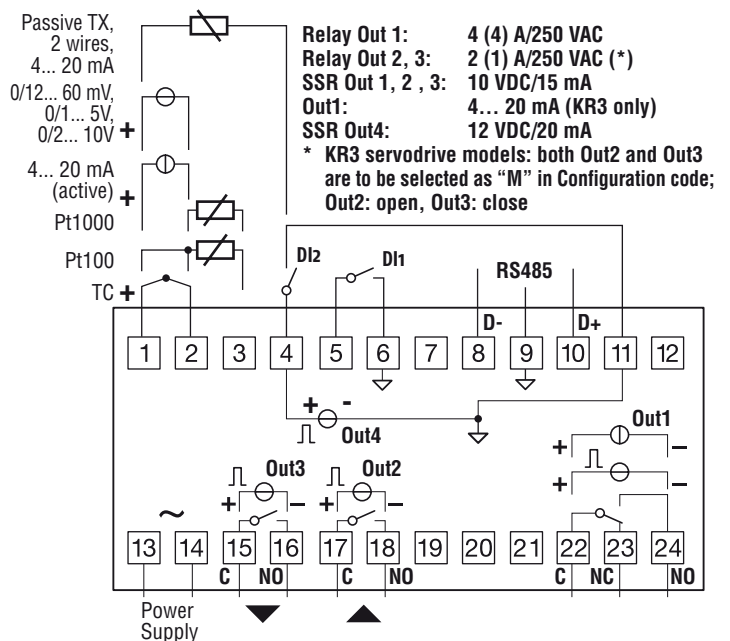 Passive TX,
2 wires,
4... 20 mA
0/12... 60 mV,
0/1... 5V,
0/2... 10V +
4... 20 mA
(active) +
Pt1000
Pt100
TC +
Relay Out 1: 4 (4) A/250 VAC
Relay Out 2, 3: 2 (1) A/250 VAC (*)
SSR Out 1, 2 , 3: 10 VDC/15 mA
Out1: 4... 20 mA (KR3 only)
SSR Out4: 12 VDC/20 mA
* KR3 servodrive models: both Out2 and Out3
are to be selected as “M” in Configuration code;
Out2: open, Out3: close
DI2 DI1 RS485
D- D+
1 2 3 4 5 6 7 8 9 10 11 12
+ -
Out4
Out3 Out2 Out1
+ − + − + −
+ −
~
13 14 15 16 17 18 19 20 21 22 23 24
C NO C NO C NC NO
Power
Supply